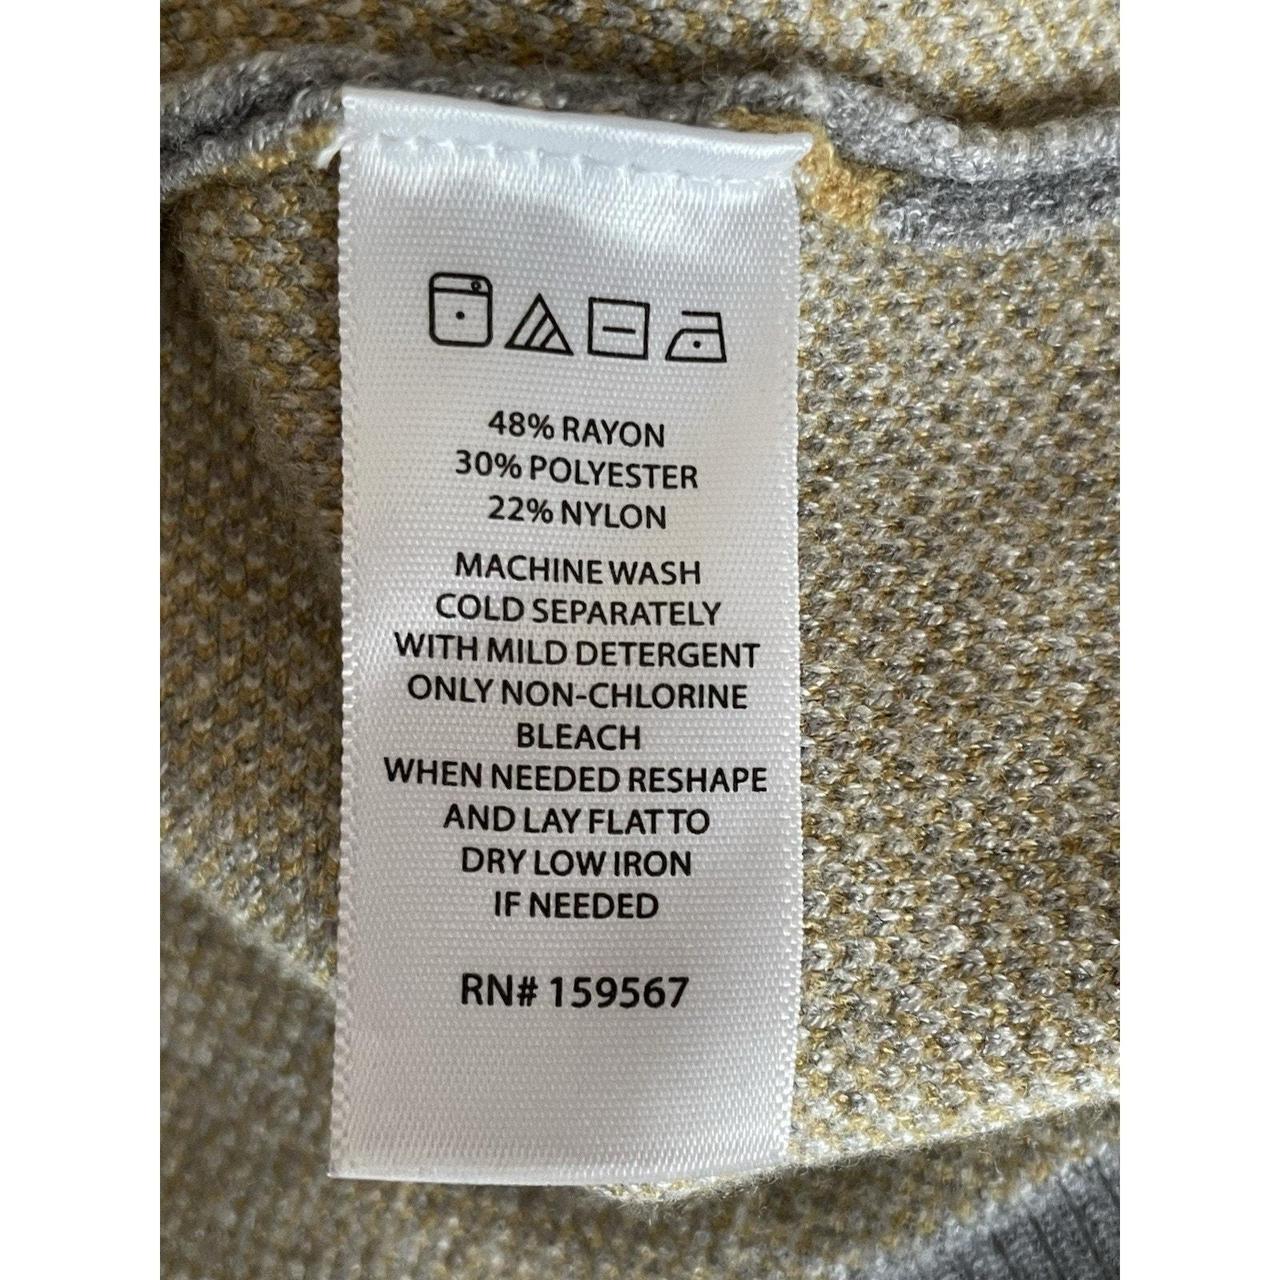 48% RAYON
30% POLYESTER
22% NYLON
MACHINE WASH
COLD SEPARATELY
WITH MILD DETERGENT
ONLY NON-CHLORINE
BLEACH
WHEN NEEDED RESHAPE
AND LAY FLAT TO
DRY LOW IRON
IF NEEDED
RN# 159567